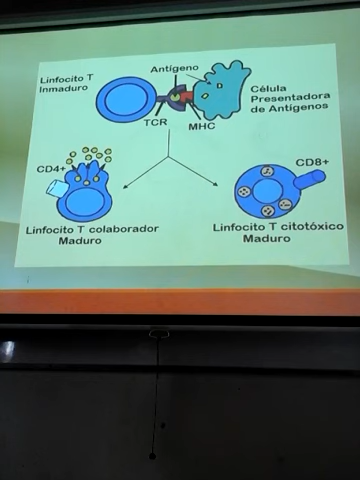 Linfocito T
Inmaduro
Antígeno
Célula
Presentadora
de Antígenos
TCR
MHC
CD4+
CD8+
Linfocito T colaborador
Maduro
Linfocito T citotóxico
Maduro